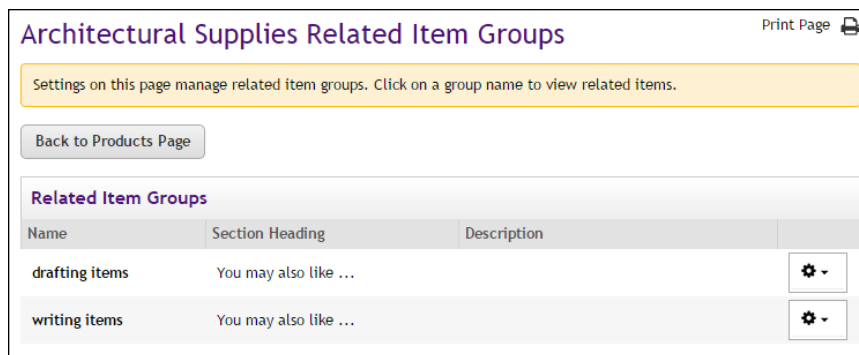 Architectural Supplies Related Item Groups
Print Page
Settings on this page manage related item groups. Click on a group name to view related items.
Back to Products Page
Related Item Groups
Name Section Heading Description
drafting items You may also like ...
writing items You may also like ...